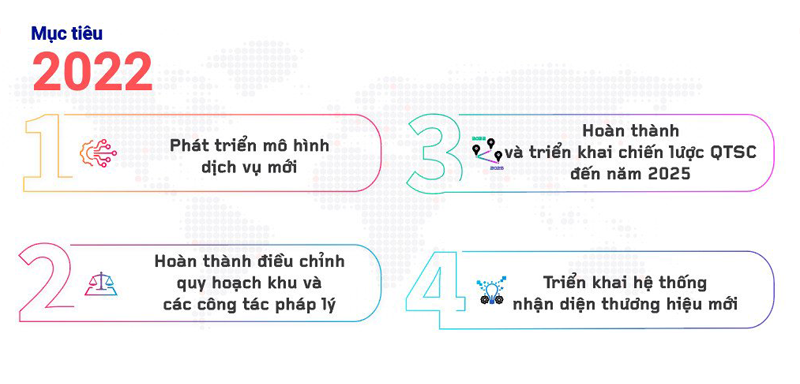 Mục tiêu
2022
1
Phát triển mô hình
dịch vụ mới
2
Hoàn thành điều chỉnh
quy hoạch khu và
các công tác pháp lý
3
Hoàn thành
và triển khai chiến lược QTSC
đến năm 2025
2025
4
Triển khai hệ thống
nhận diện thương hiệu mới